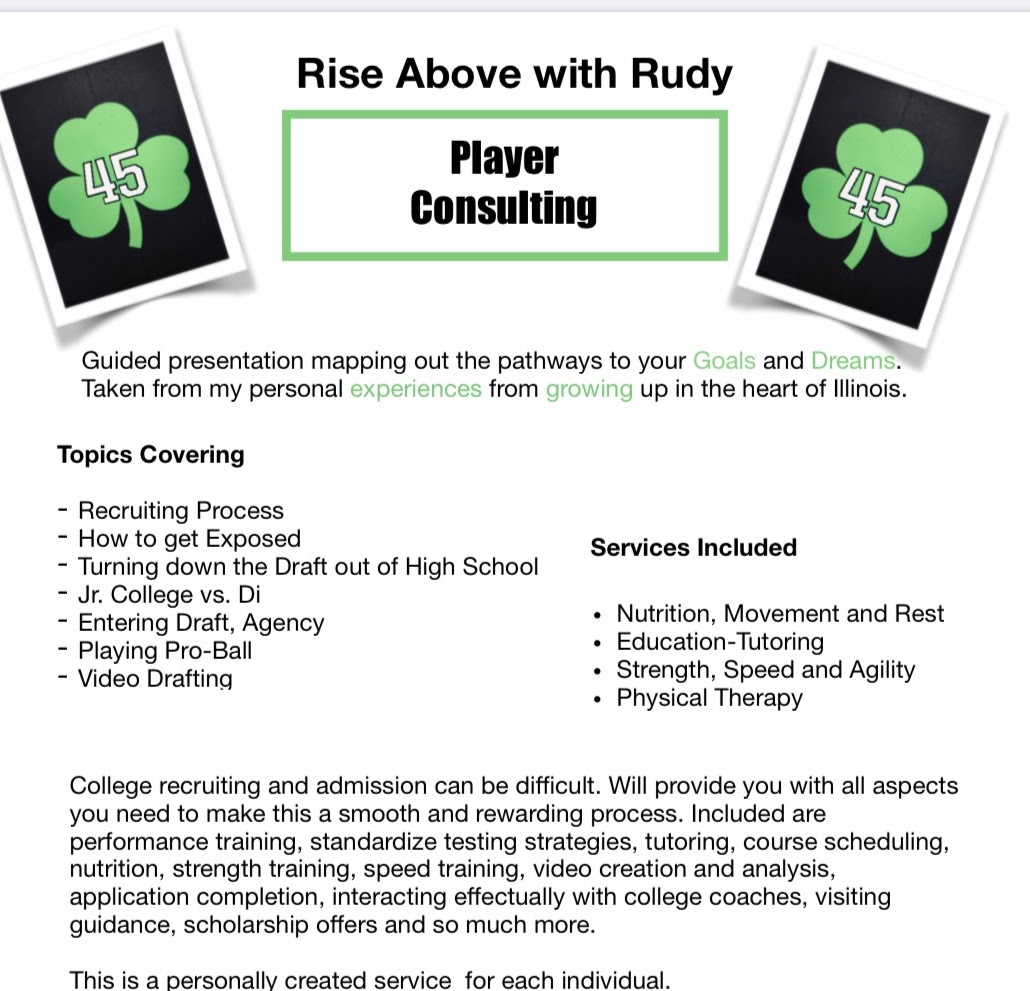 Rise Above with Rudy
45
Player
Consulting
45
Guided presentation mapping out the pathways to your Goals and Dreams.
Taken from my personal experiences from growing up in the heart of Illinois.
Topics Covering
- Recruiting Process
- How to get Exposed
- Turning down the Draft out of High School
- Jr. College vs. Di
- Entering Draft, Agency
- Playing Pro-Ball
- Video Drafting
Services Included
• Nutrition, Movement and Rest
• Education-Tutoring
• Strength, Speed and Agility
• Physical Therapy
College recruiting and admission can be difficult. Will provide you with all aspects
you need to make this a smooth and rewarding process. Included are
performance training, standardize testing strategies, tutoring, course scheduling,
nutrition, strength training, speed training, video creation and analysis,
application completion, interacting effectually with college coaches, visiting
guidance, scholarship offers and so much more.
This is a personally created service  for each individual.